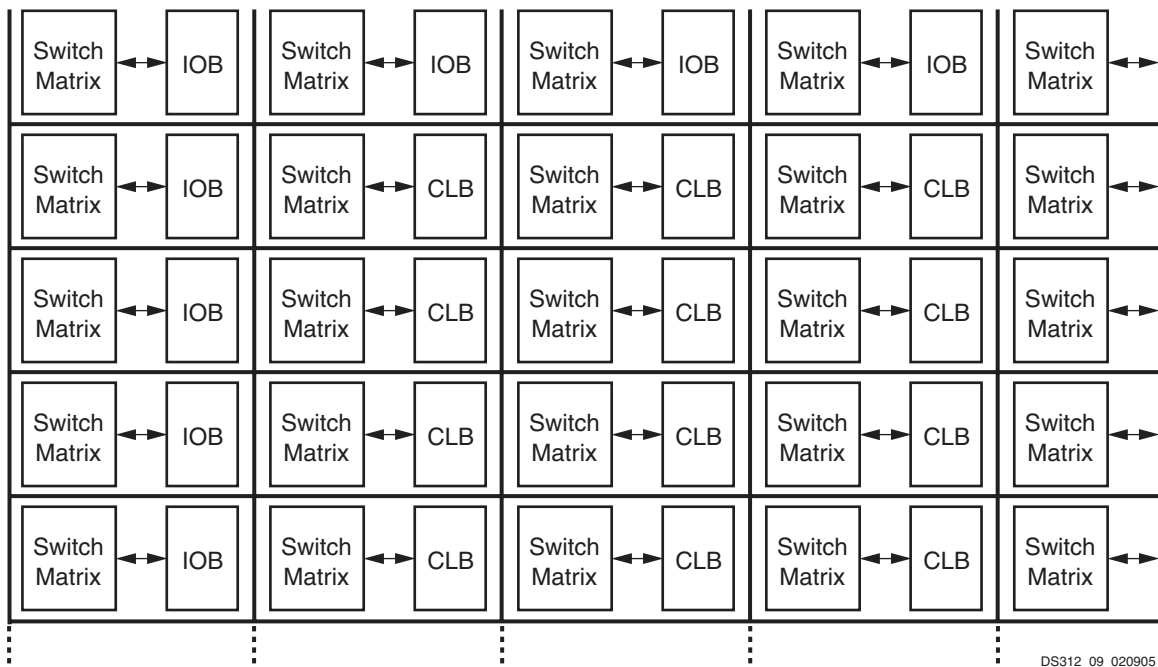 Switch Matrix IOB Switch Matrix IOB Switch Matrix IOB Switch Matrix IOB Switch Matrix
Switch Matrix IOB Switch Matrix CLB Switch Matrix CLB Switch Matrix CLB Switch Matrix
Switch Matrix IOB Switch Matrix CLB Switch Matrix CLB Switch Matrix CLB Switch Matrix
Switch Matrix IOB Switch Matrix CLB Switch Matrix CLB Switch Matrix CLB Switch Matrix
Switch Matrix IOB Switch Matrix CLB Switch Matrix CLB Switch Matrix CLB Switch Matrix
DS312_09_020905